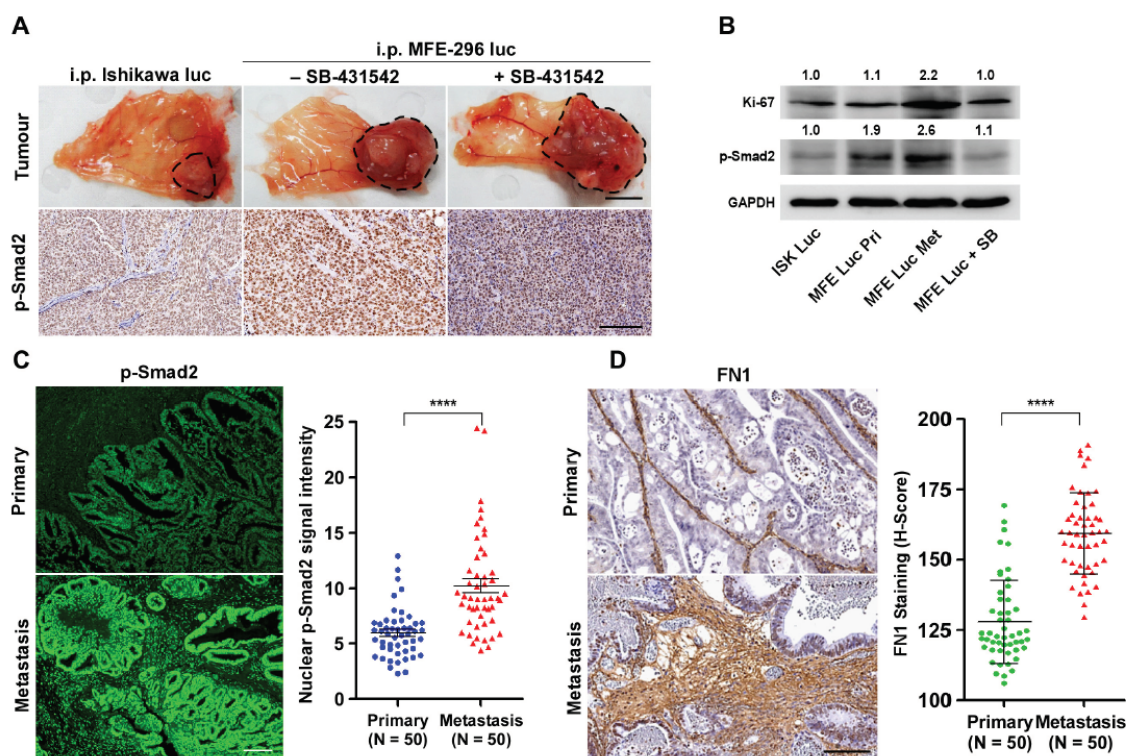 A
i.p. MFE-296 luc
i.p. Ishikawa luc
– SB-431542
+ SB-431542
Tumour
p-Smad2
B
1.0 1.1 2.2 1.0
Ki-67
1.0 1.9 2.6 1.1
p-Smad2
GAPDH
ISK Luc
MFE Luc Pri
MFE Luc Met
MFE Luc + SB
C
p-Smad2
Primary
Metastasis
Nuclear p-Smad2 signal intensity
25
20
15
10
5
0
****
Primary
(N = 50)
Metastasis
(N = 50)
D
FN1
Primary
Metastasis
FN1 Staining (H-Score)
200
175
150
125
100
****
Primary
(N = 50)
Metastasis
(N = 50)